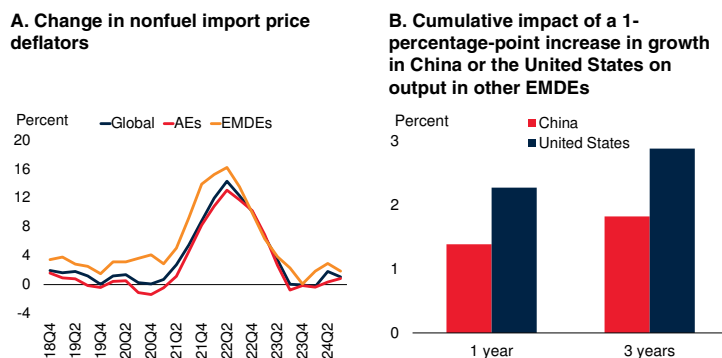 A. Change in nonfuel import price
deflators
Percent
Global AEs EMDEs
20
16
12
8
4
0
-4
18Q4
19Q2
19Q4
20Q2
20Q4
21Q2
21Q4
22Q2
22Q4
23Q2
23Q4
24Q2
B. Cumulative impact of a 1-
percentage-point increase in growth
in China or the United States on
output in other EMDEs
Percent
China
United States
3
2
1
0
1 year 3 years